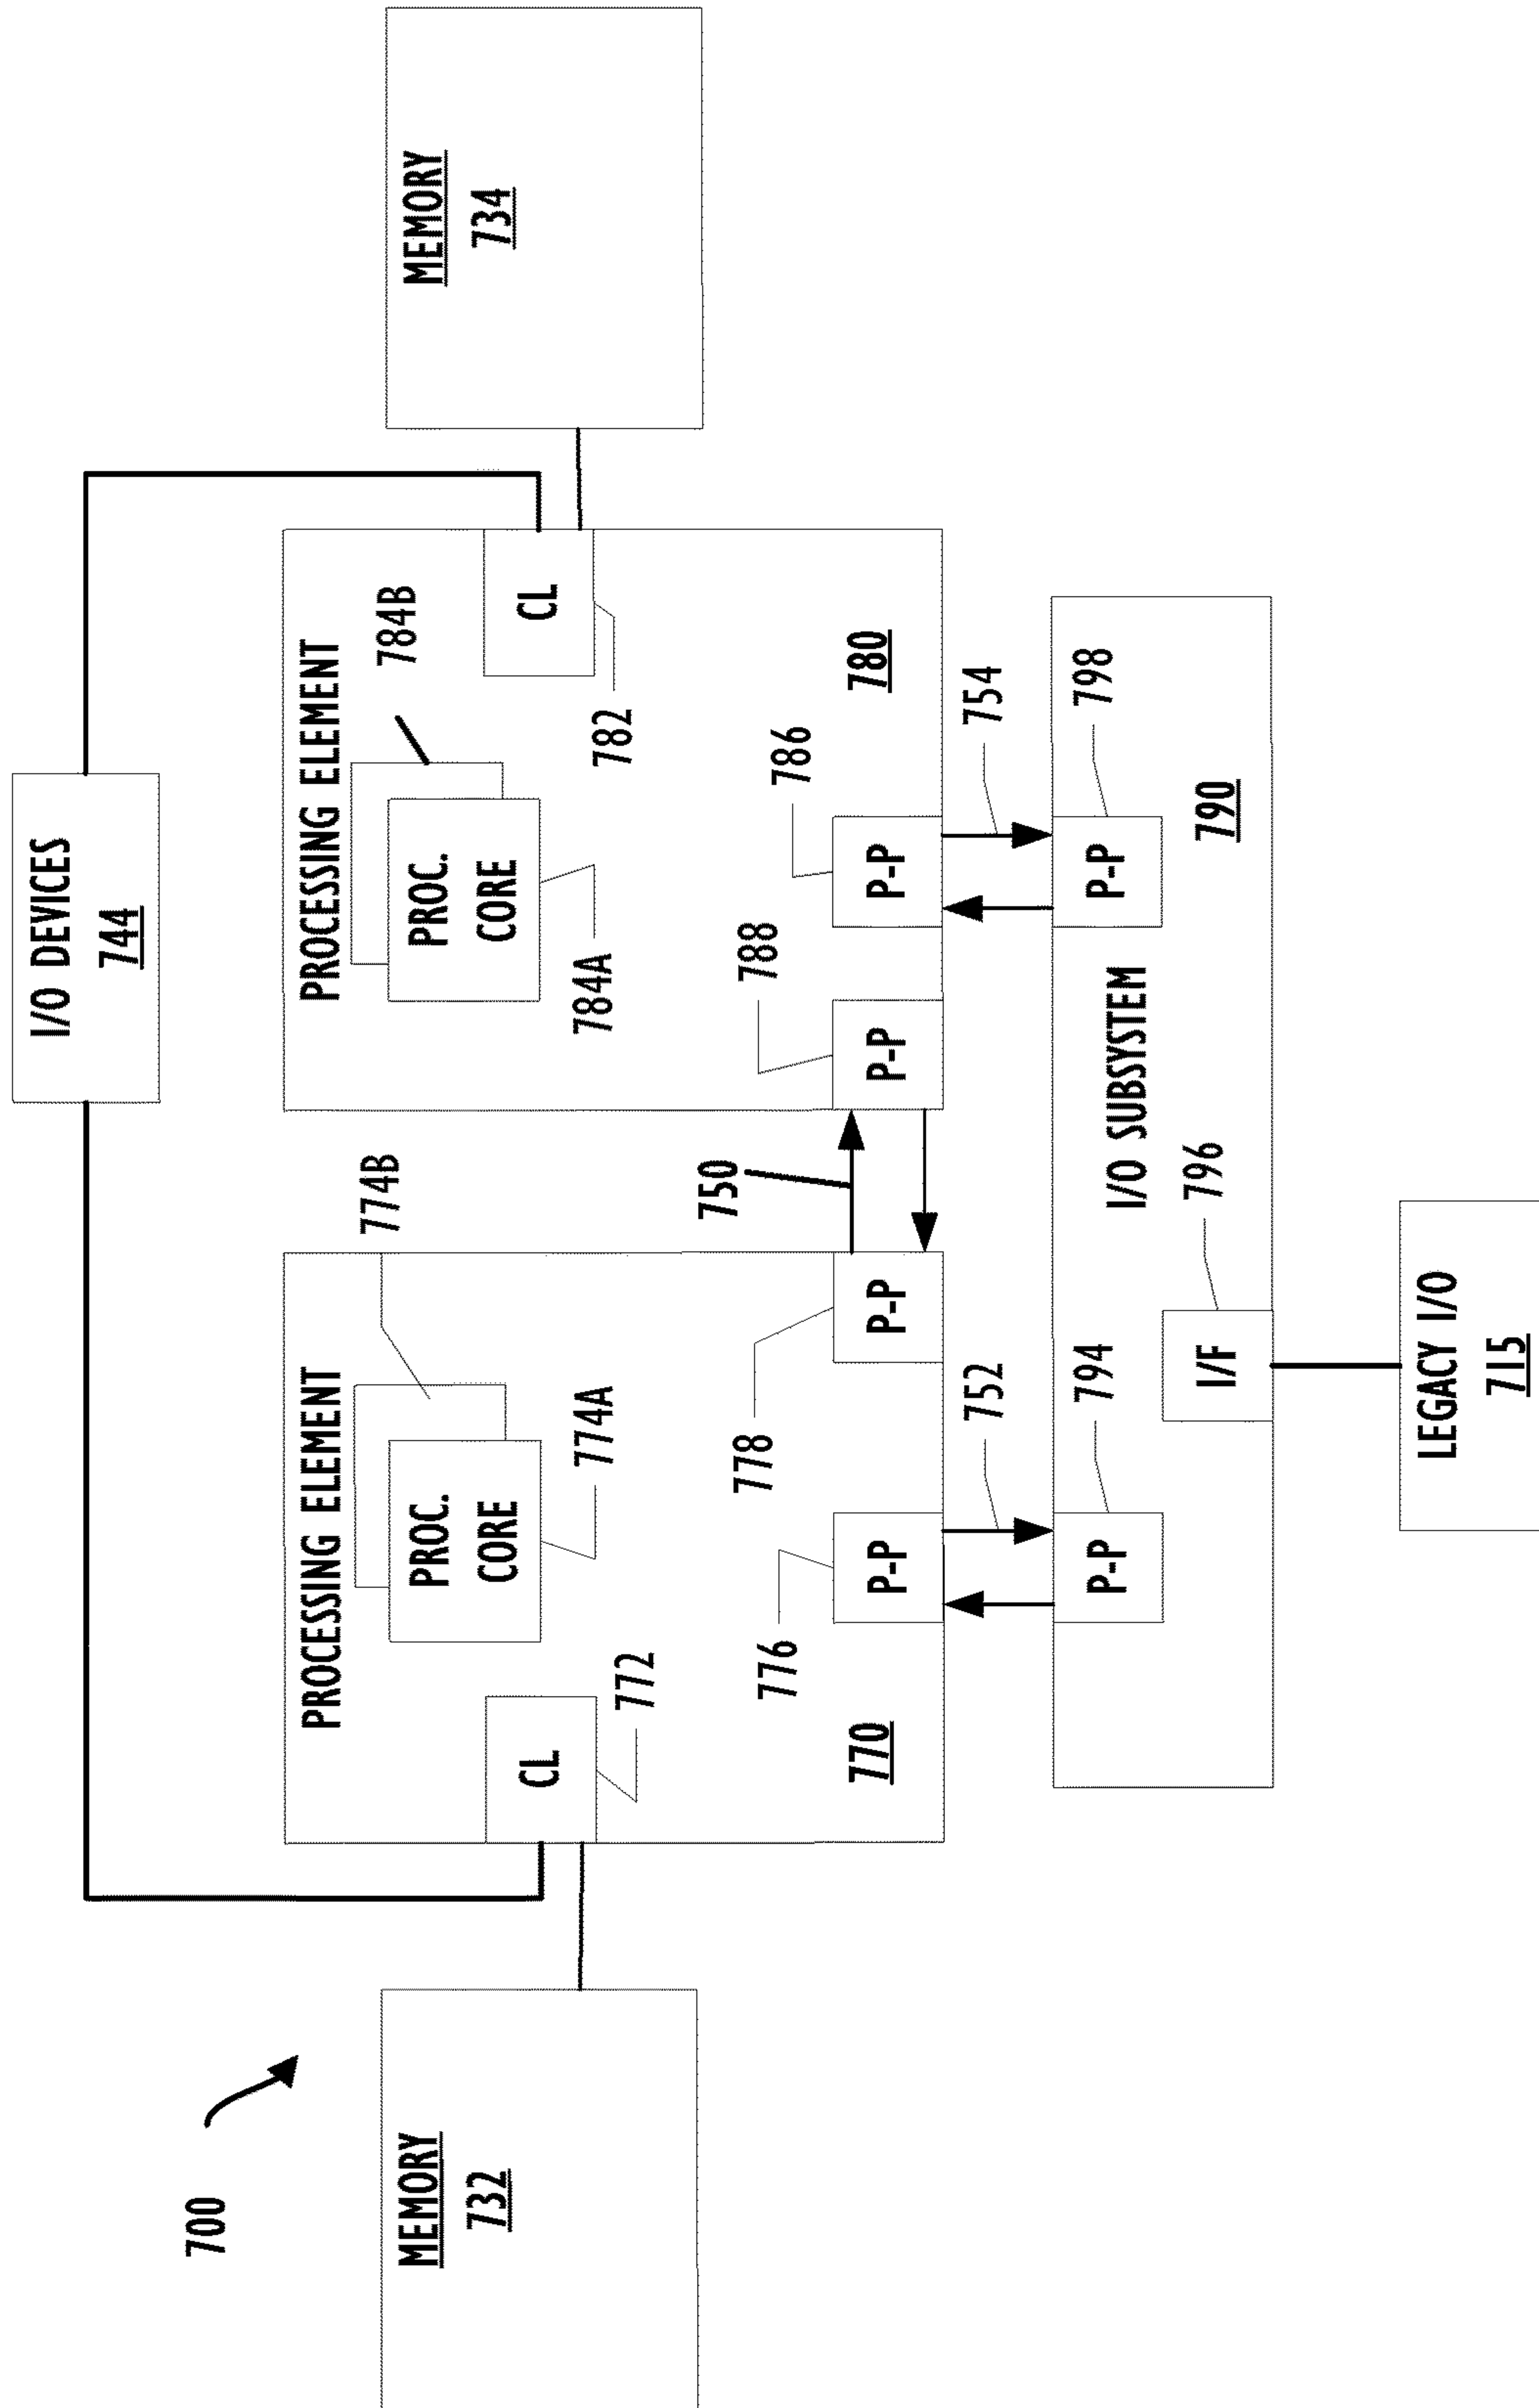 I/O DEVICES
744
700
MEMORY
732
PROCESSING ELEMENT
774B
PROC.
CORE
774A
CL
772
770
776
P-P
778
P-P
750
PROCESSING ELEMENT
784B
PROC.
CORE
784A
CL
782
788
P-P
786
P-P
780
MEMORY
734
752
754
794
P-P
I/O SUBSYSTEM
796
I/F
798
P-P
790
LEGACY I/O
715